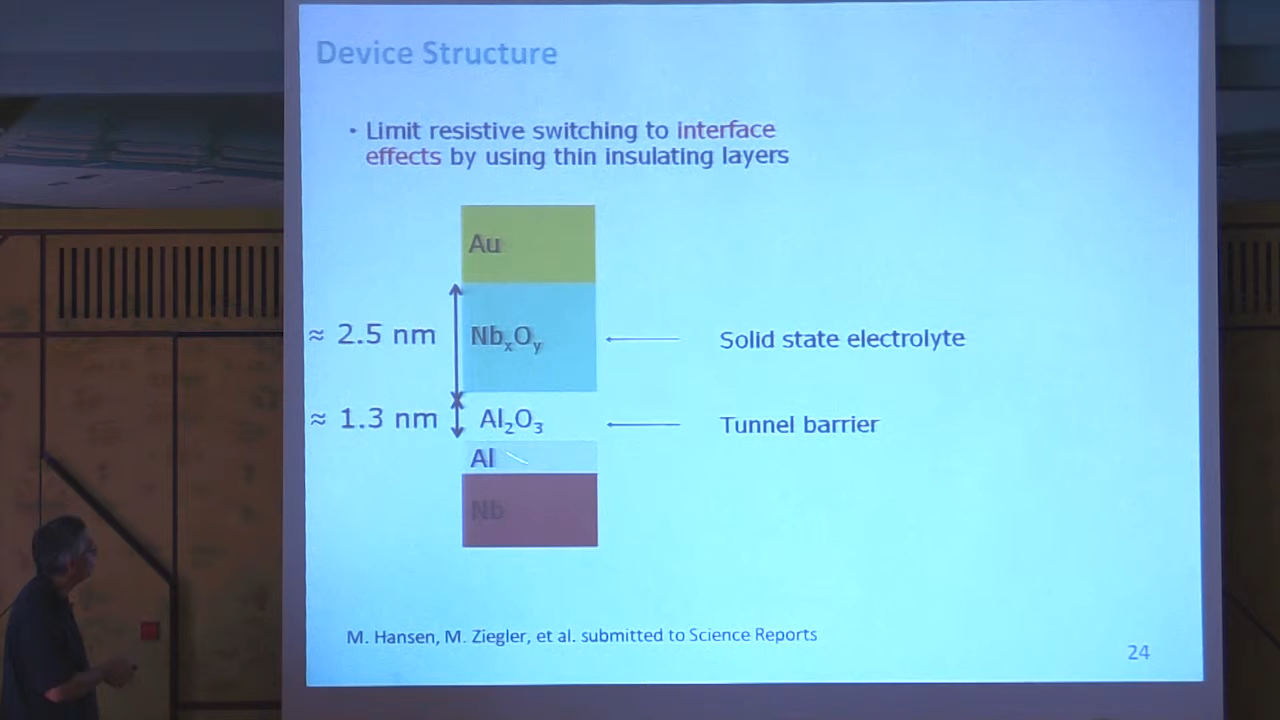 Device Structure
• Limit resistive switching to interface
effects by using thin insulating layers
Au
≈ 2.5 nm NbₓOᵧ Solid state electrolyte
≈ 1.3 nm Al₂O₃ Tunnel barrier
Al
Nb
M. Hansen, M. Ziegler, et al. submitted to Science Reports
24